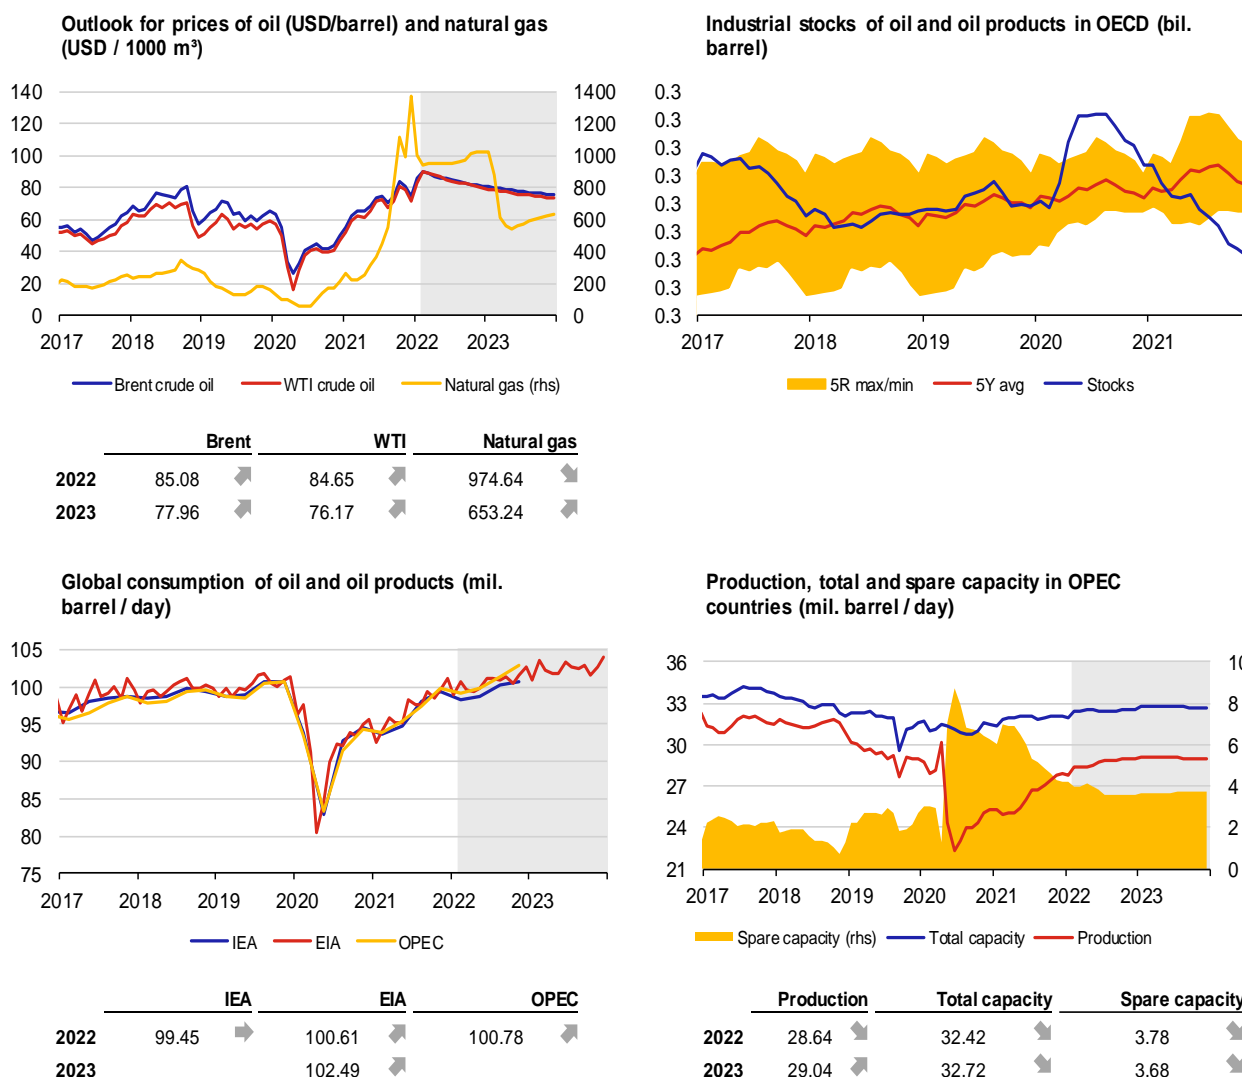 Outlook for prices of oil (USD/barrel) and natural gas
(USD / 1000 m³)
140
120
100
80
60
40
20
0
1400
1200
1000
800
600
400
200
0
2017 2018 2019 2020 2021 2022 2023
Brent crude oil WTI crude oil Natural gas (rhs)
Brent WTI Natural gas
2022 85.08 84.65 974.64
2023 77.96 76.17 653.24
Industrial stocks of oil and oil products in OECD (bil.
barrel)
0.3
0.3
0.3
0.3
0.3
0.3
0.3
0.3
0.3
2017 2018 2019 2020 2021
5R max/min 5Y avg Stocks
Global consumption of oil and oil products (mil.
barrel / day)
105
100
95
90
85
80
75
2017 2018 2019 2020 2021 2022 2023
IEA EIA OPEC
IEA EIA OPEC
2022 99.45 100.61 100.78
2023 102.49
Production, total and spare capacity in OPEC
countries (mil. barrel / day)
36
33
30
27
24
21
10
8
6
4
2
0
2017 2018 2019 2020 2021 2022 2023
Spare capacity (rhs) Total capacity Production
Production Total capacity Spare capacity
2022 28.64 32.42 3.78
2023 29.04 32.72 3.68